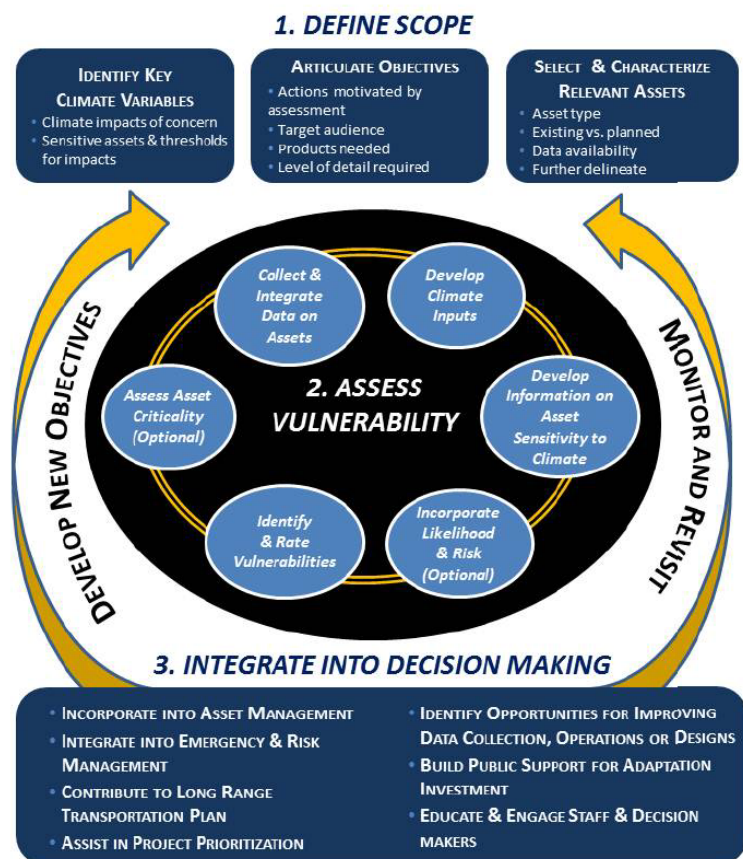 1. DEFINE SCOPE
IDENTIFY KEY
CLIMATE VARIABLES
• Climate impacts of concern
• Sensitive assets & thresholds
for impacts
ARTICULATE OBJECTIVES
• Actions motivated by
assessment
• Target audience
• Products needed
• Level of detail required
SELECT & CHARACTERIZE
RELEVANT ASSETS
• Asset type
• Existing vs. planned
• Data availability
• Further delineate
DEVELOP NEW OBJECTIVES
MONITOR AND REVISIT
2. ASSESS
VULNERABILITY
Collect &
Integrate
Data on
Assets
Develop
Climate
Inputs
Develop
Information on
Asset
Sensitivity to
Climate
Incorporate
Likelihood
& Risk
(Optional)
Identify
& Rate
Vulnerabilities
Assess Asset
Criticality
(Optional)
3. INTEGRATE INTO DECISION MAKING
• INCORPORATE INTO ASSET MANAGEMENT
• INTEGRATE INTO EMERGENCY & RISK
MANAGEMENT
• CONTRIBUTE TO LONG RANGE
TRANSPORTATION PLAN
• ASSIST IN PROJECT PRIORITIZATION
• IDENTIFY OPPORTUNITIES FOR IMPROVING
DATA COLLECTION, OPERATIONS OR DESIGNS
• BUILD PUBLIC SUPPORT FOR ADAPTATION
INVESTMENT
• EDUCATE & ENGAGE STAFF & DECISION
MAKERS